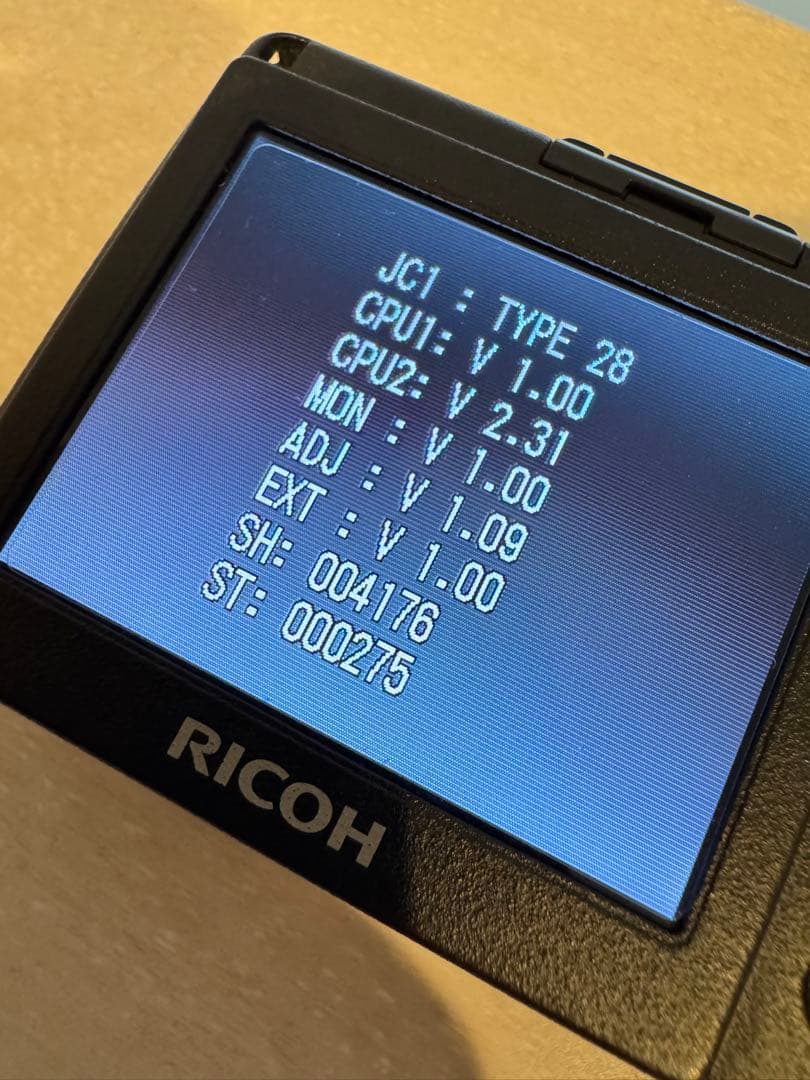 JC1 : TYPE 28
CPU1: V 1.00
CPU2: V 2.31
MON : V 1.00
ADJ : V 1.09
EXT : V 1.00
SH: 004176
ST: 000275
RICOH